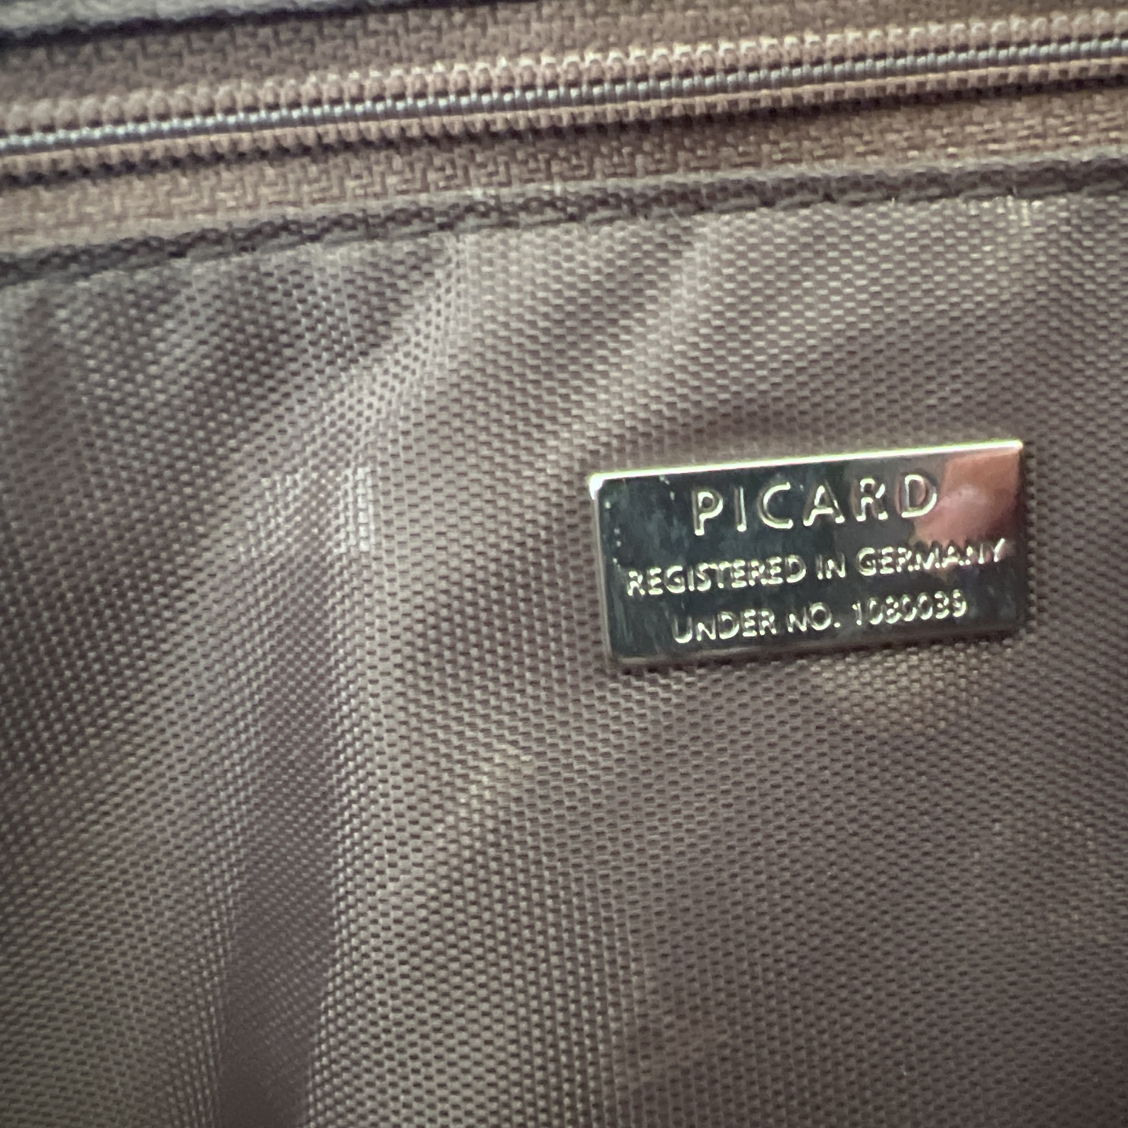 PICARD
REGISTERED IN GERMANY
UNDER NO. 1080039